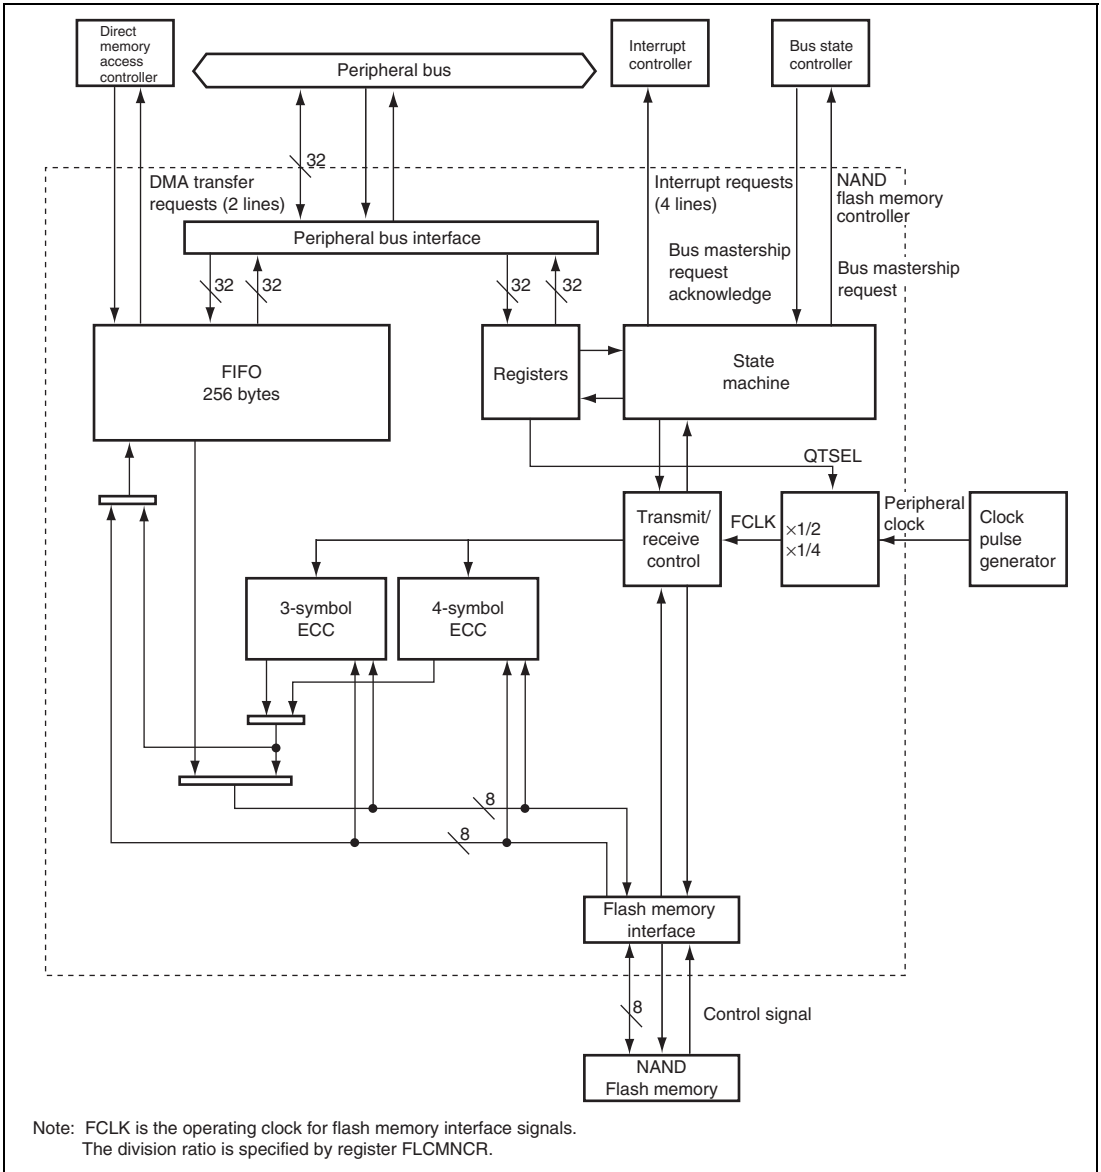 Direct
memory
access
controller
Peripheral bus
Interrupt
controller
Bus state
controller
32
DMA transfer
requests (2 lines)
Interrupt requests
(4 lines)
NAND
flash memory
controller
Peripheral bus interface
Bus mastership
request
acknowledge
Bus mastership
request
32
32
32
32
FIFO
256 bytes
Registers
State
machine
QTSEL
Transmit/
receive
control
FCLK
×1/2
×1/4
Peripheral
clock
Clock
pulse
generator
3-symbol
ECC
4-symbol
ECC
8
8
Flash memory
interface
8
Control signal
NAND
Flash memory
Note: FCLK is the operating clock for flash memory interface signals.
The division ratio is specified by register FLCMNCR.